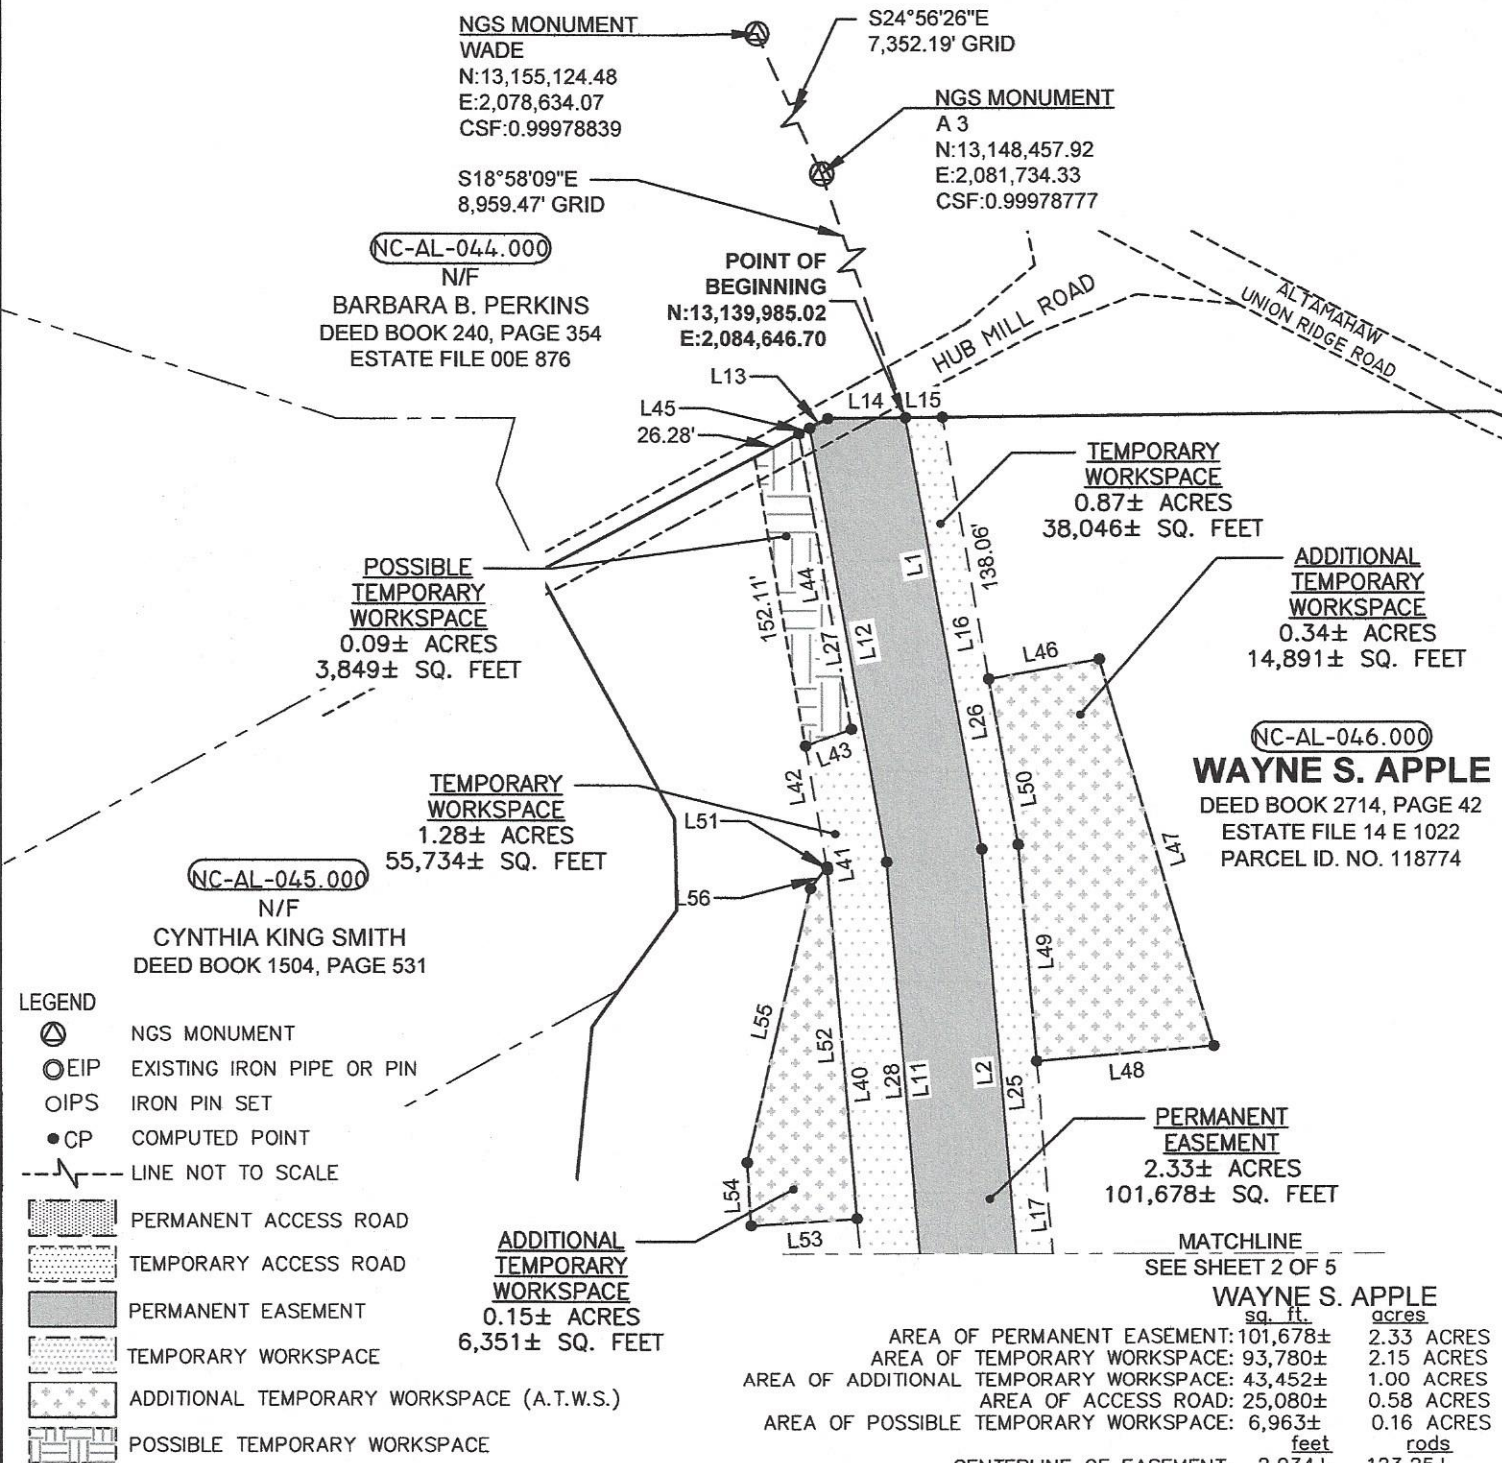 NGS MONUMENT
WADE
N:13,155,124.48
E:2,078,634.07
CSF:0.99978839
S24°56'26"E
7,352.19' GRID
NGS MONUMENT
A 3
N:13,148,457.92
E:2,081,734.33
CSF:0.99978777
S18°58'09"E
8,959.47' GRID
NC-AL-044.000
N/F
BARBARA B. PERKINS
DEED BOOK 240, PAGE 354
ESTATE FILE 00E 876
POINT OF
BEGINNING
N:13,139,985.02
E:2,084,646.70
HUB MILL ROAD
ALTAMAHAW
UNION RIDGE ROAD
L13
L14
L15
L45
26.28'
TEMPORARY
WORKSPACE
0.87± ACRES
38,046± SQ. FEET
POSSIBLE
TEMPORARY
WORKSPACE
0.09± ACRES
3,849± SQ. FEET
152.11'
L44
L27
L12
L1
138.06'
L16
L46
ADDITIONAL
TEMPORARY
WORKSPACE
0.34± ACRES
14,891± SQ. FEET
L43
L42
L26
L50
L47
NC-AL-046.000
WAYNE S. APPLE
DEED BOOK 2714, PAGE 42
ESTATE FILE 14 E 1022
PARCEL ID. NO. 118774
TEMPORARY
WORKSPACE
1.28± ACRES
55,734± SQ. FEET
L51
L41
L56
NC-AL-045.000
N/F
CYNTHIA KING SMITH
DEED BOOK 1504, PAGE 531
L49
L55
L52
L40
L28
L11
L2
L25
L48
L54
L53
L17
PERMANENT
EASEMENT
2.33± ACRES
101,678± SQ. FEET
ADDITIONAL
TEMPORARY
WORKSPACE
0.15± ACRES
6,351± SQ. FEET
MATCHLINE
SEE SHEET 2 OF 5
LEGEND
NGS MONUMENT
EIP EXISTING IRON PIPE OR PIN
IPS IRON PIN SET
CP COMPUTED POINT
LINE NOT TO SCALE
PERMANENT ACCESS ROAD
TEMPORARY ACCESS ROAD
PERMANENT EASEMENT
TEMPORARY WORKSPACE
ADDITIONAL TEMPORARY WORKSPACE (A.T.W.S.)
POSSIBLE TEMPORARY WORKSPACE
WAYNE S. APPLE
sq. ft. acres
AREA OF PERMANENT EASEMENT: 101,678± 2.33 ACRES
AREA OF TEMPORARY WORKSPACE: 93,780± 2.15 ACRES
AREA OF ADDITIONAL TEMPORARY WORKSPACE: 43,452± 1.00 ACRES
AREA OF ACCESS ROAD: 25,080± 0.58 ACRES
AREA OF POSSIBLE TEMPORARY WORKSPACE: 6,963± 0.16 ACRES
feet rods
CENTERLINE OF EASEMENT